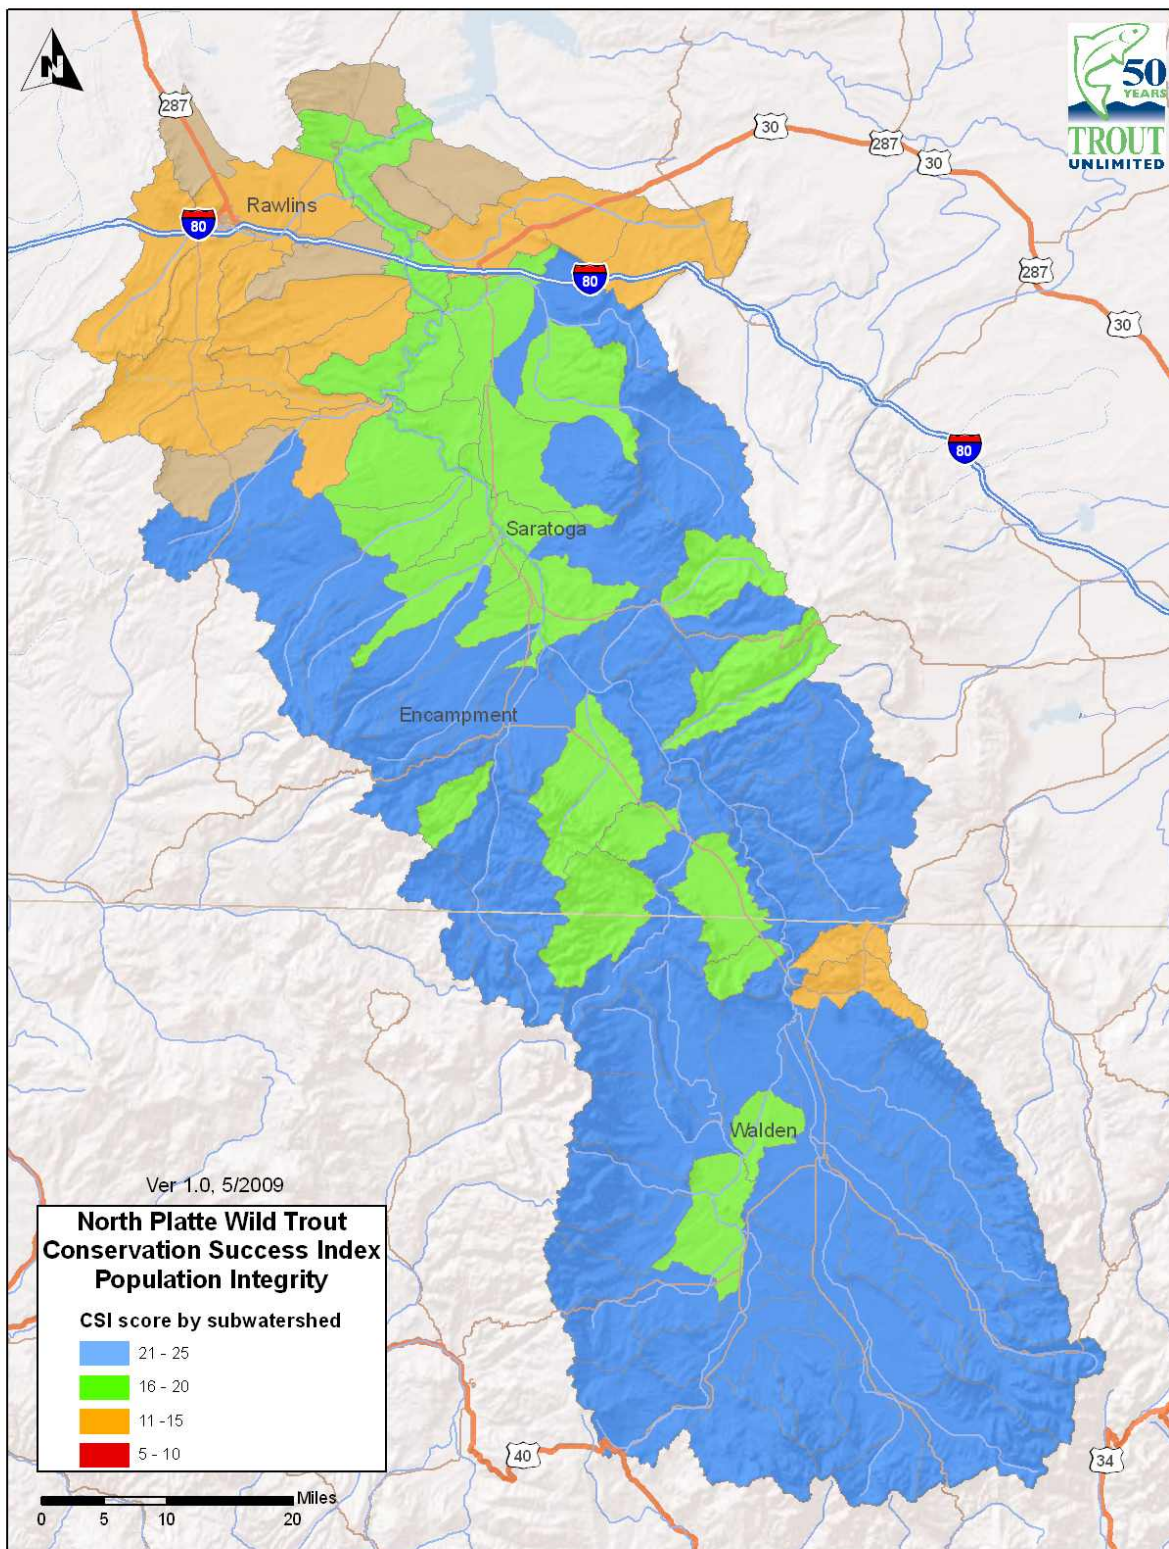 N
50
YEARS
TROUT
UNLIMITED
287
30
287
30
Rawlins
80
80
287
30
80
Saratoga
Encampment
Walden
Ver 1.0, 5/2009
North Platte Wild Trout
Conservation Success Index
Population Integrity
CSI score by subwatershed
21 - 25
16 - 20
11 -15
5 - 10
40
34
Miles
0 5 10 20